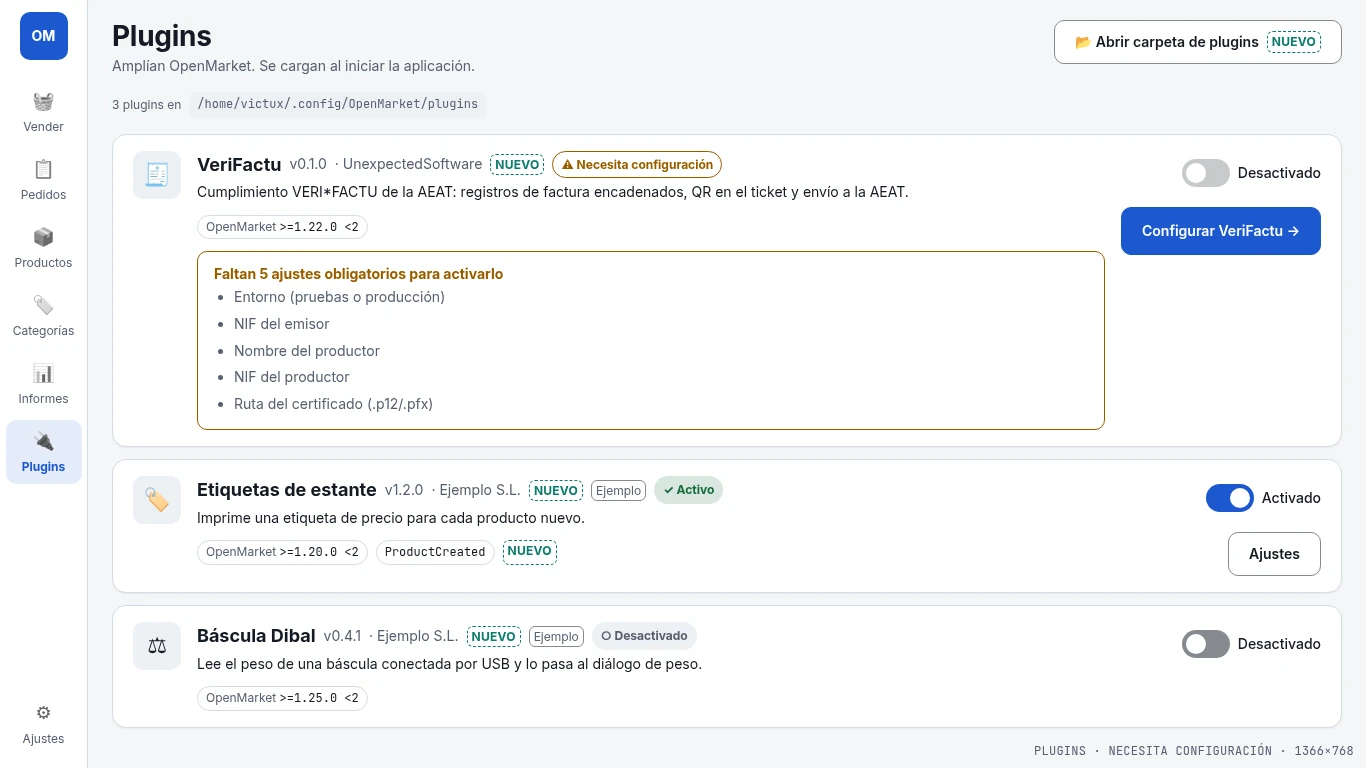 OM
Vender
Pedidos
Productos
Categorías
Informes
Plugins
Ajustes
Plugins
Amplían OpenMarket. Se cargan al iniciar la aplicación.
📂 Abrir carpeta de plugins NUEVO
3 plugins en /home/victux/.config/OpenMarket/plugins
VeriFactu v0.1.0 · UnexpectedSoftware NUEVO ⚠ Necesita configuración
Desactivado
Cumplimiento VERI*FACTU de la AEAT: registros de factura encadenados, QR en el ticket y envío a la AEAT.
OpenMarket >=1.22.0 <2
Configurar VeriFactu →
Faltan 5 ajustes obligatorios para activarlo
• Entorno (pruebas o producción)
• NIF del emisor
• Nombre del productor
• NIF del productor
• Ruta del certificado (.p12/.pfx)
Etiquetas de estante v1.2.0 · Ejemplo S.L. NUEVO Ejemplo ✓ Activo
Activado
Imprime una etiqueta de precio para cada producto nuevo.
OpenMarket >=1.20.0 <2 ProductCreated NUEVO
Ajustes
Báscula Dibal v0.4.1 · Ejemplo S.L. NUEVO Ejemplo ○ Desactivado
Desactivado
Lee el peso de una báscula conectada por USB y lo pasa al diálogo de peso.
OpenMarket >=1.25.0 <2
PLUGINS · NECESITA CONFIGURACIÓN · 1366×768